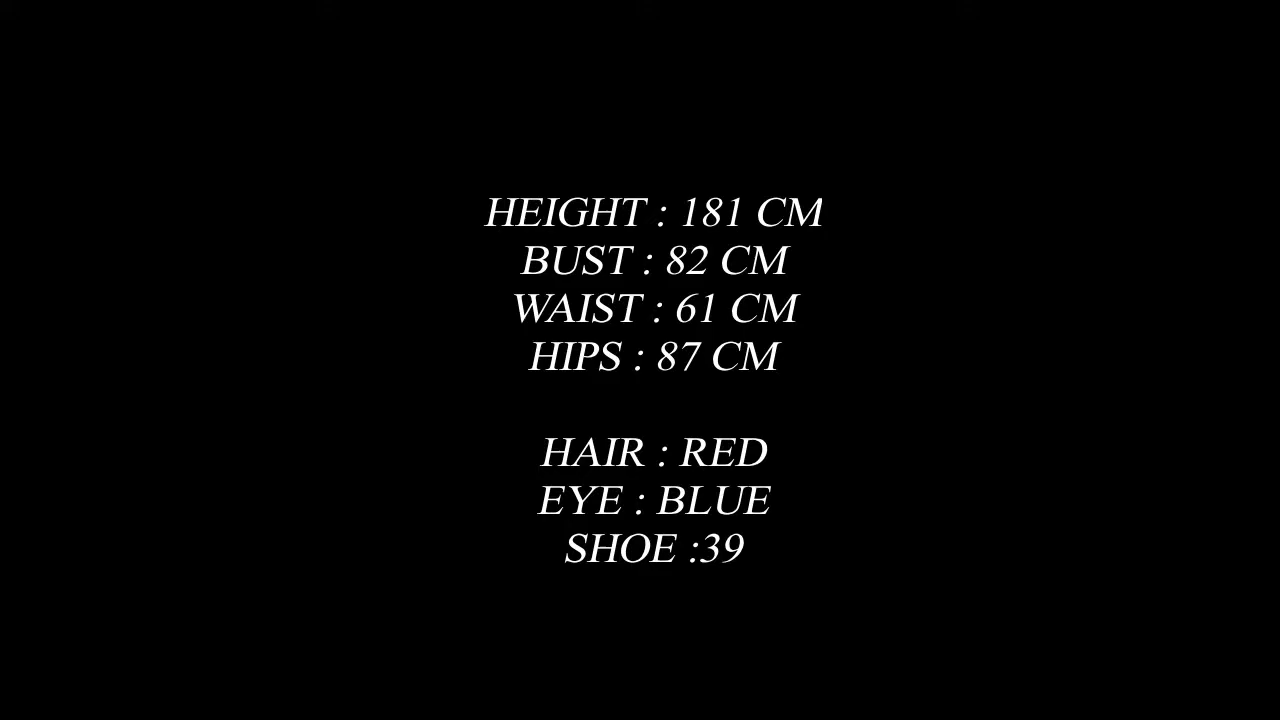 HEIGHT : 181 CM
BUST : 82 CM
WAIST : 61 CM
HIPS : 87 CM
HAIR : RED
EYE : BLUE
SHOE :39